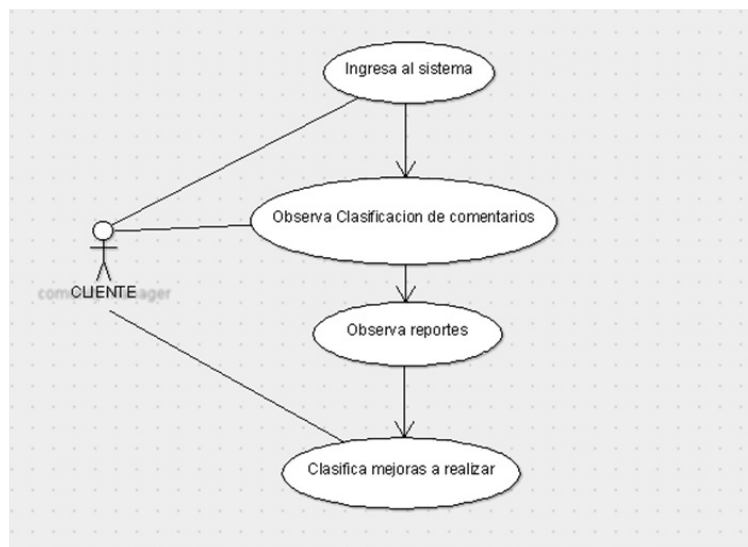 Ingresa al sistema
Observa Clasificacion de comentarios
CLIENTE
Observa reportes
Clasifica mejoras a realizar